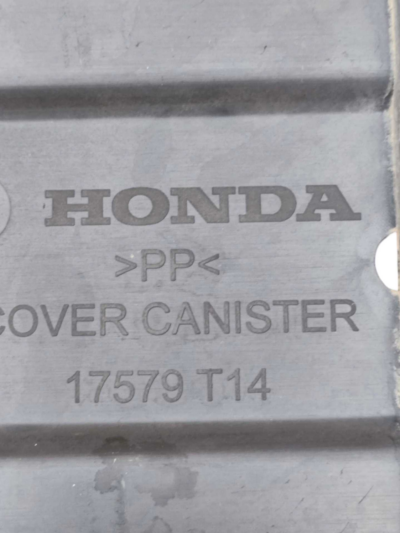 HONDA
>PP<
COVER CANISTER
17579 T14